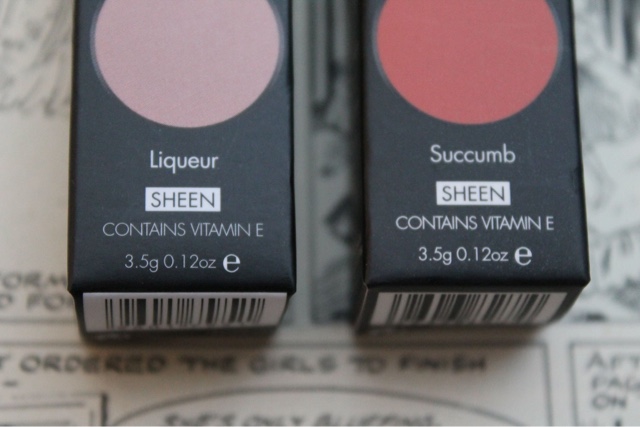 Liqueur
SHEEN
CONTAINS VITAMIN E
3.5g 0.12oz e
Succumb
SHEEN
CONTAINS VITAMIN E
3.5g 0.12oz e
ORDERED THE GIRLS TO FINISH